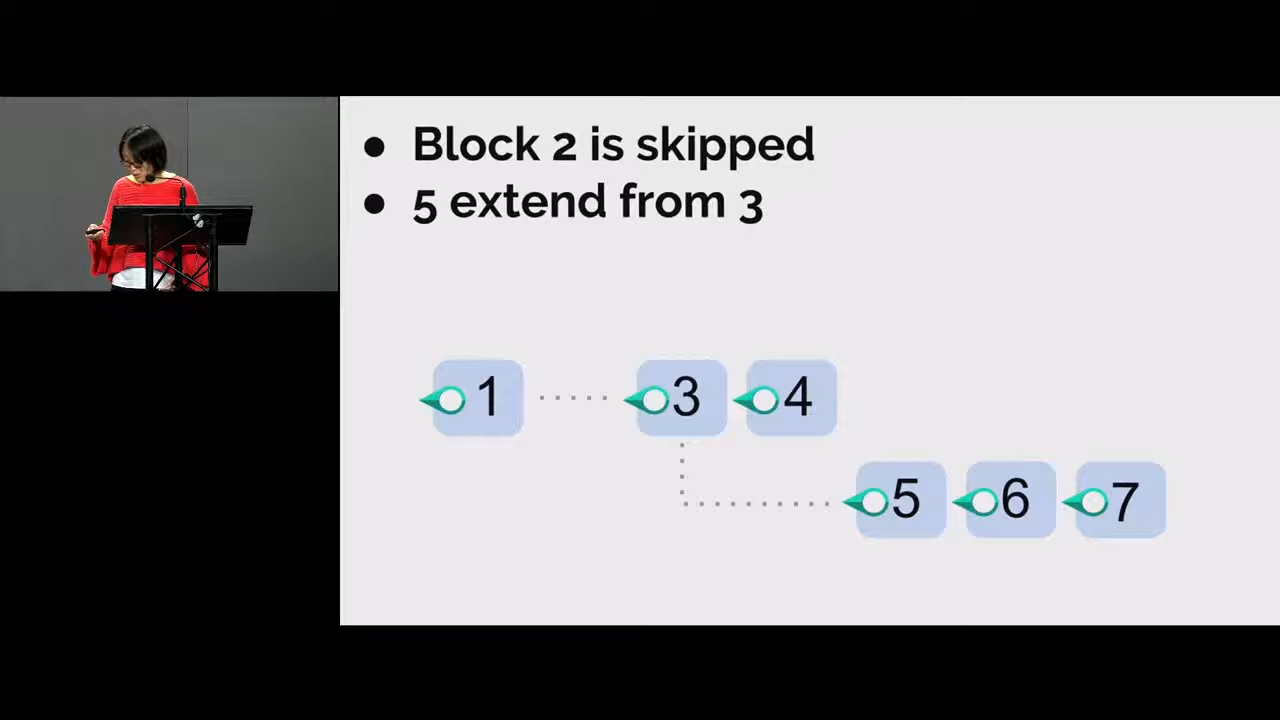 ● Block 2 is skipped
● 5 extend from 3
1 3 4
5 6 7